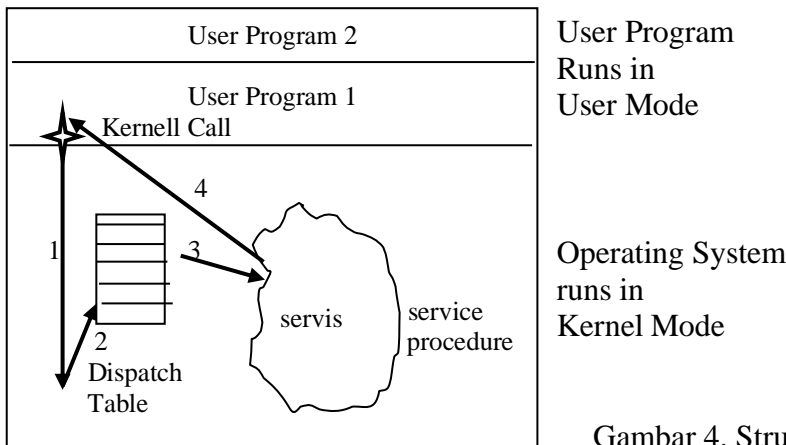 User Program 2
User Program 1
Kernell Call
4
1
3
2
Dispatch
Table
servis
service
procedure
User Program
Runs in
User Mode
Operating System
runs in
Kernel Mode
Gambar 4. Stru